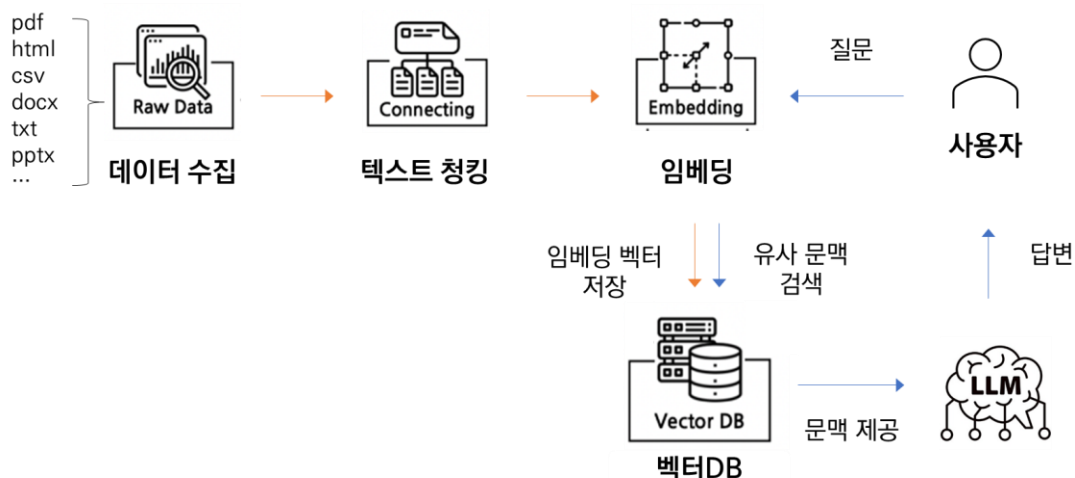 pdf
html
csv
docx
txt
pptx
...
Raw Data
데이터 수집
Connecting
텍스트 청킹
Embedding
임베딩
질문
사용자
임베딩 벡터
저장
유사 문맥
검색
답변
Vector DB
벡터DB
문맥 제공
LLM